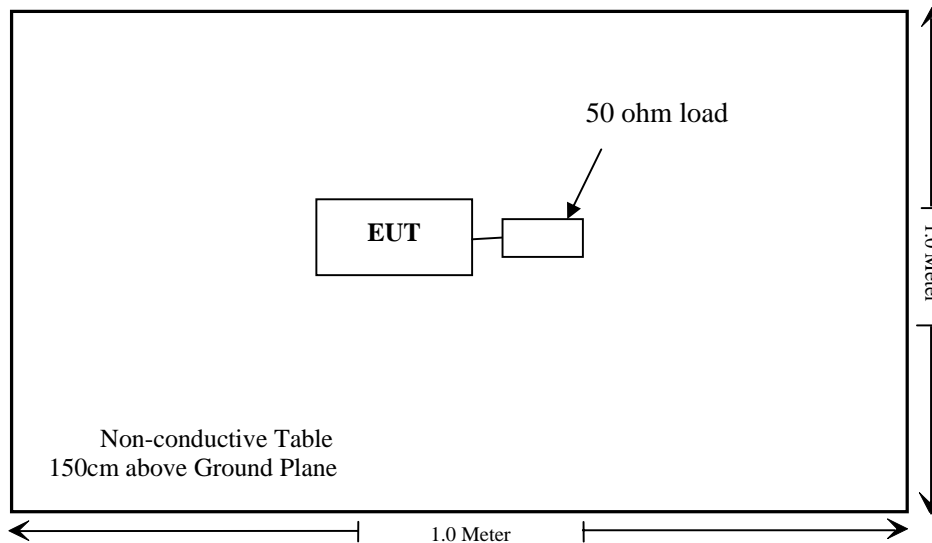 50 ohm load
EUT
1.0 Meter
Non-conductive Table
150cm above Ground Plane
1.0 Meter